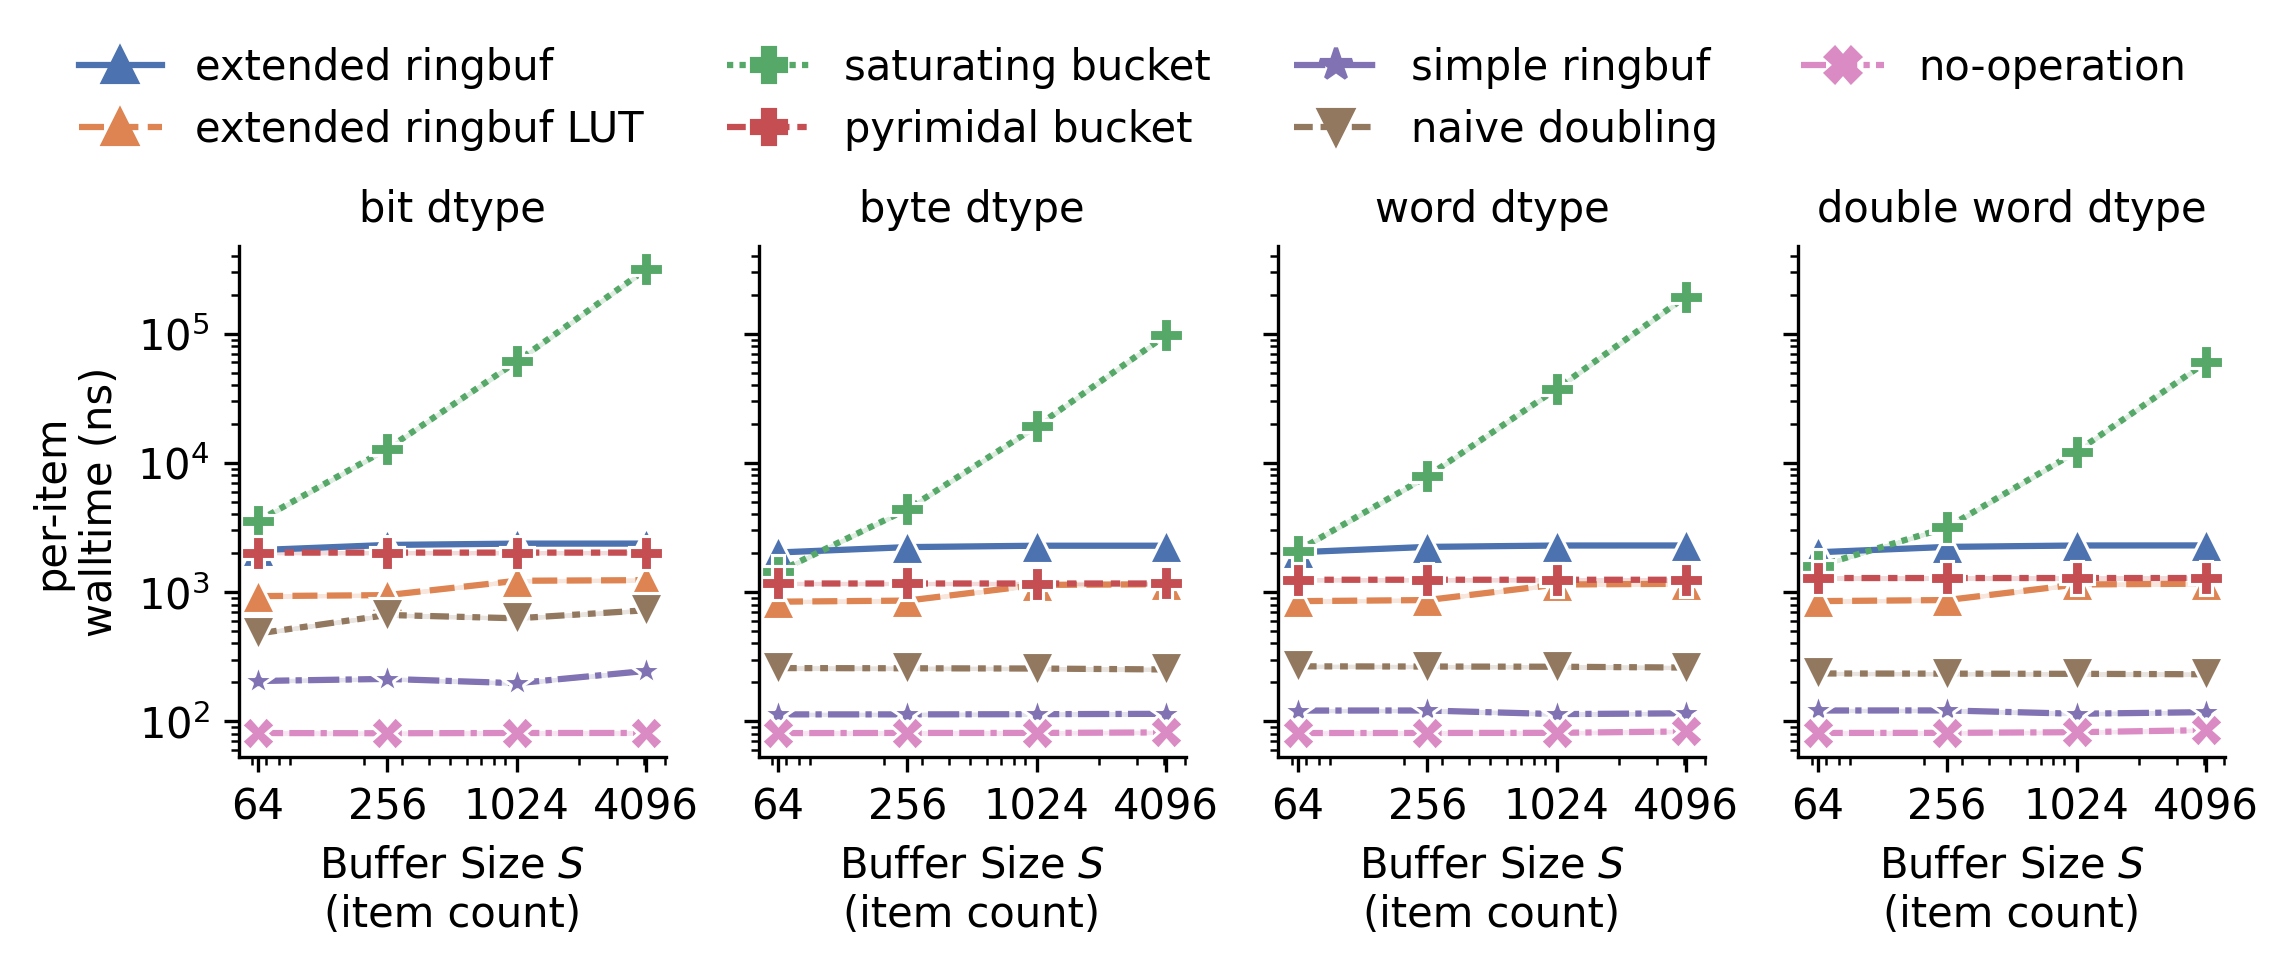 extended ringbuf
extended ringbuf LUT
saturating bucket
pyrimidal bucket
simple ringbuf
naive doubling
no-operation
per-item
walltime (ns)
bit dtype
10⁵
10⁴
10³
10²
64 256 1024 4096
Buffer Size S
(item count)
byte dtype
64 256 1024 4096
Buffer Size S
(item count)
word dtype
64 256 1024 4096
Buffer Size S
(item count)
double word dtype
64 256 1024 4096
Buffer Size S
(item count)